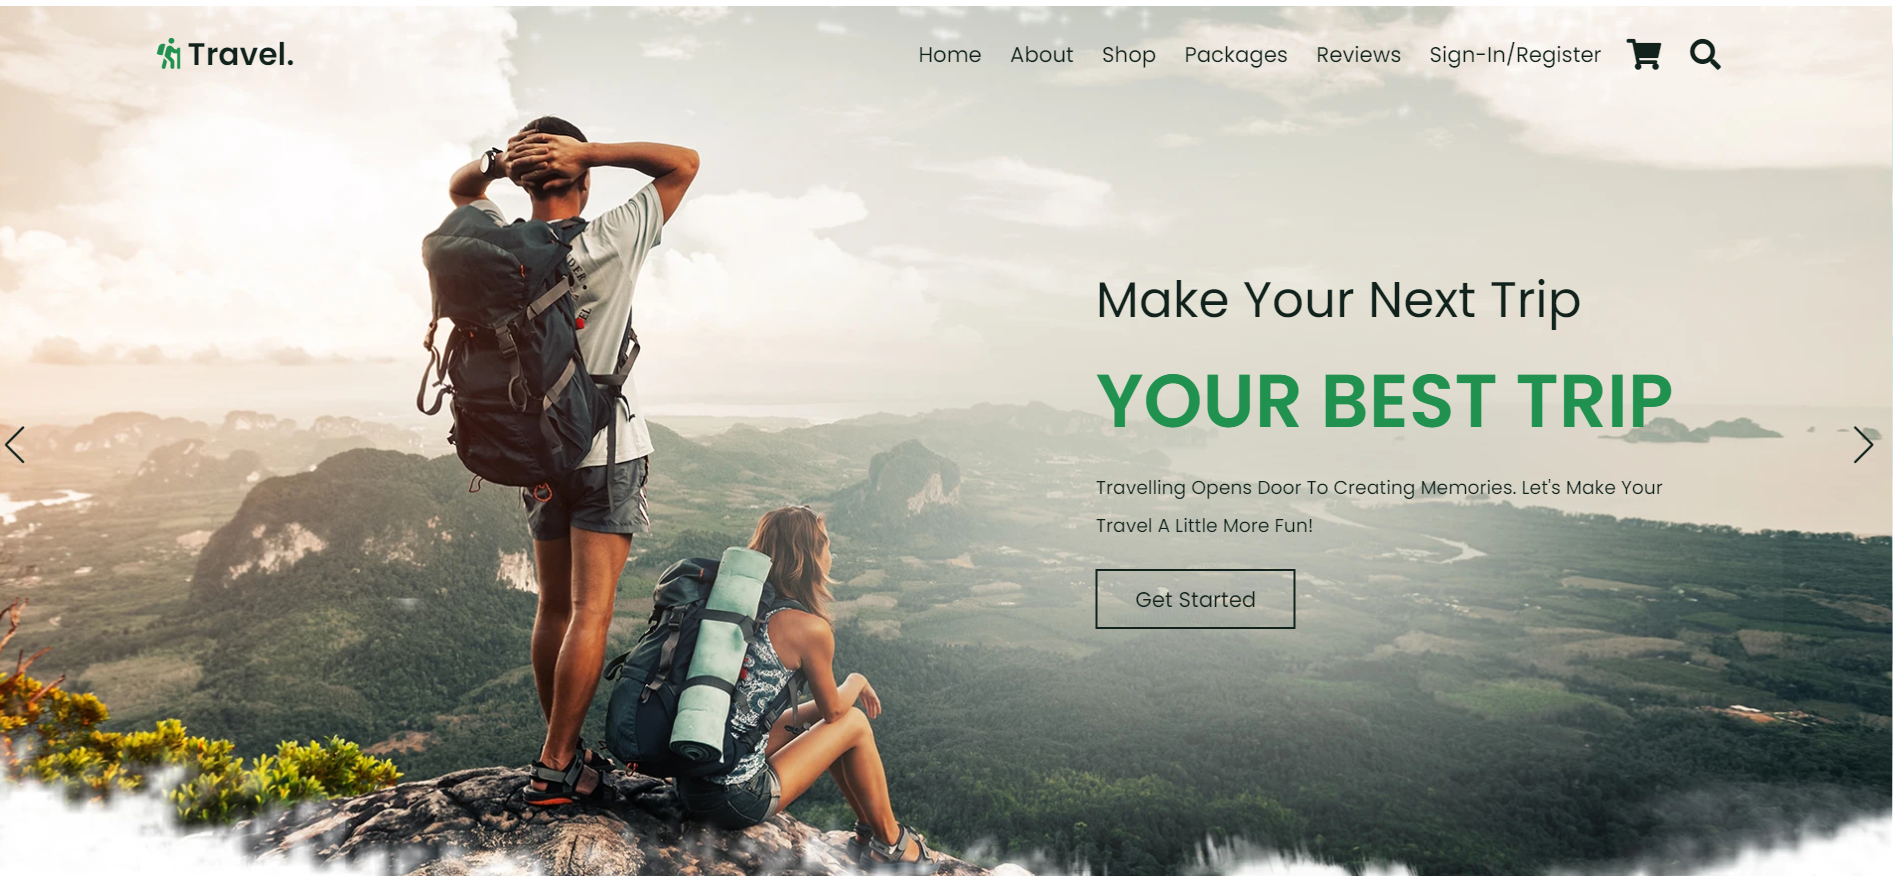 Travel.
Home About Shop Packages Reviews Sign-In/Register
Make Your Next Trip
YOUR BEST TRIP
Travelling Opens Door To Creating Memories. Let's Make Your
Travel A Little More Fun!
Get Started